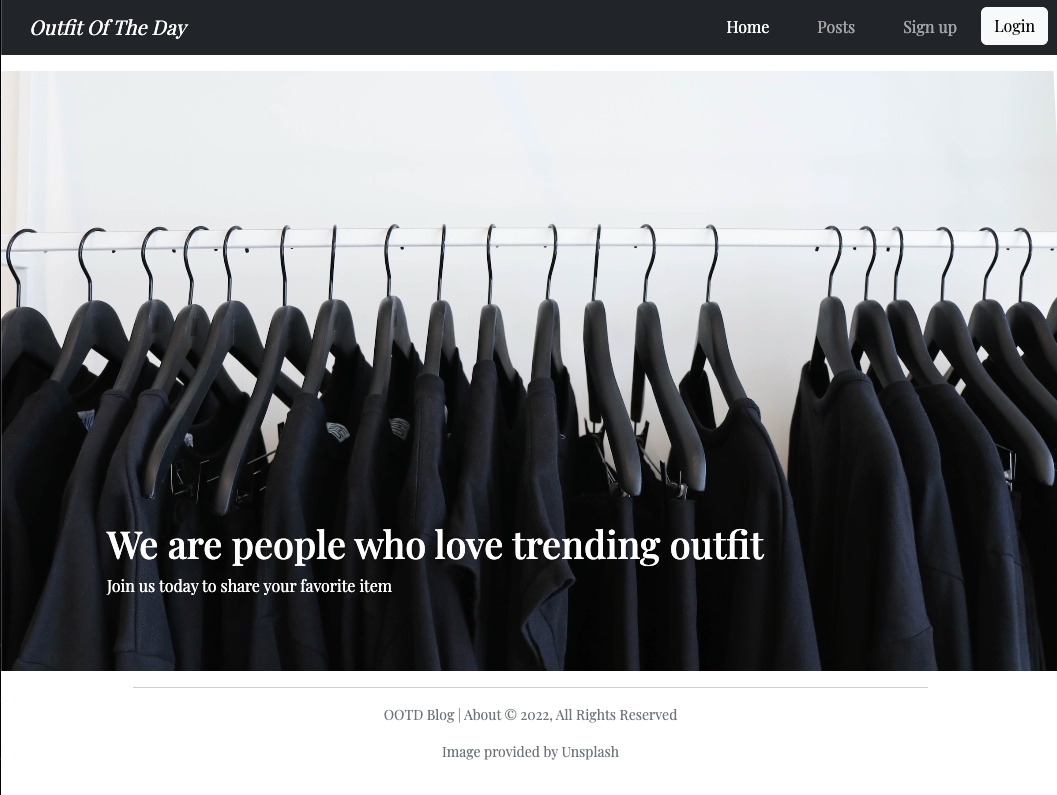 Outfit Of The Day
Home
Posts
Sign up
Login
We are people who love trending outfit
Join us today to share your favorite item
OOTD Blog | About © 2022, All Rights Reserved
Image provided by Unsplash